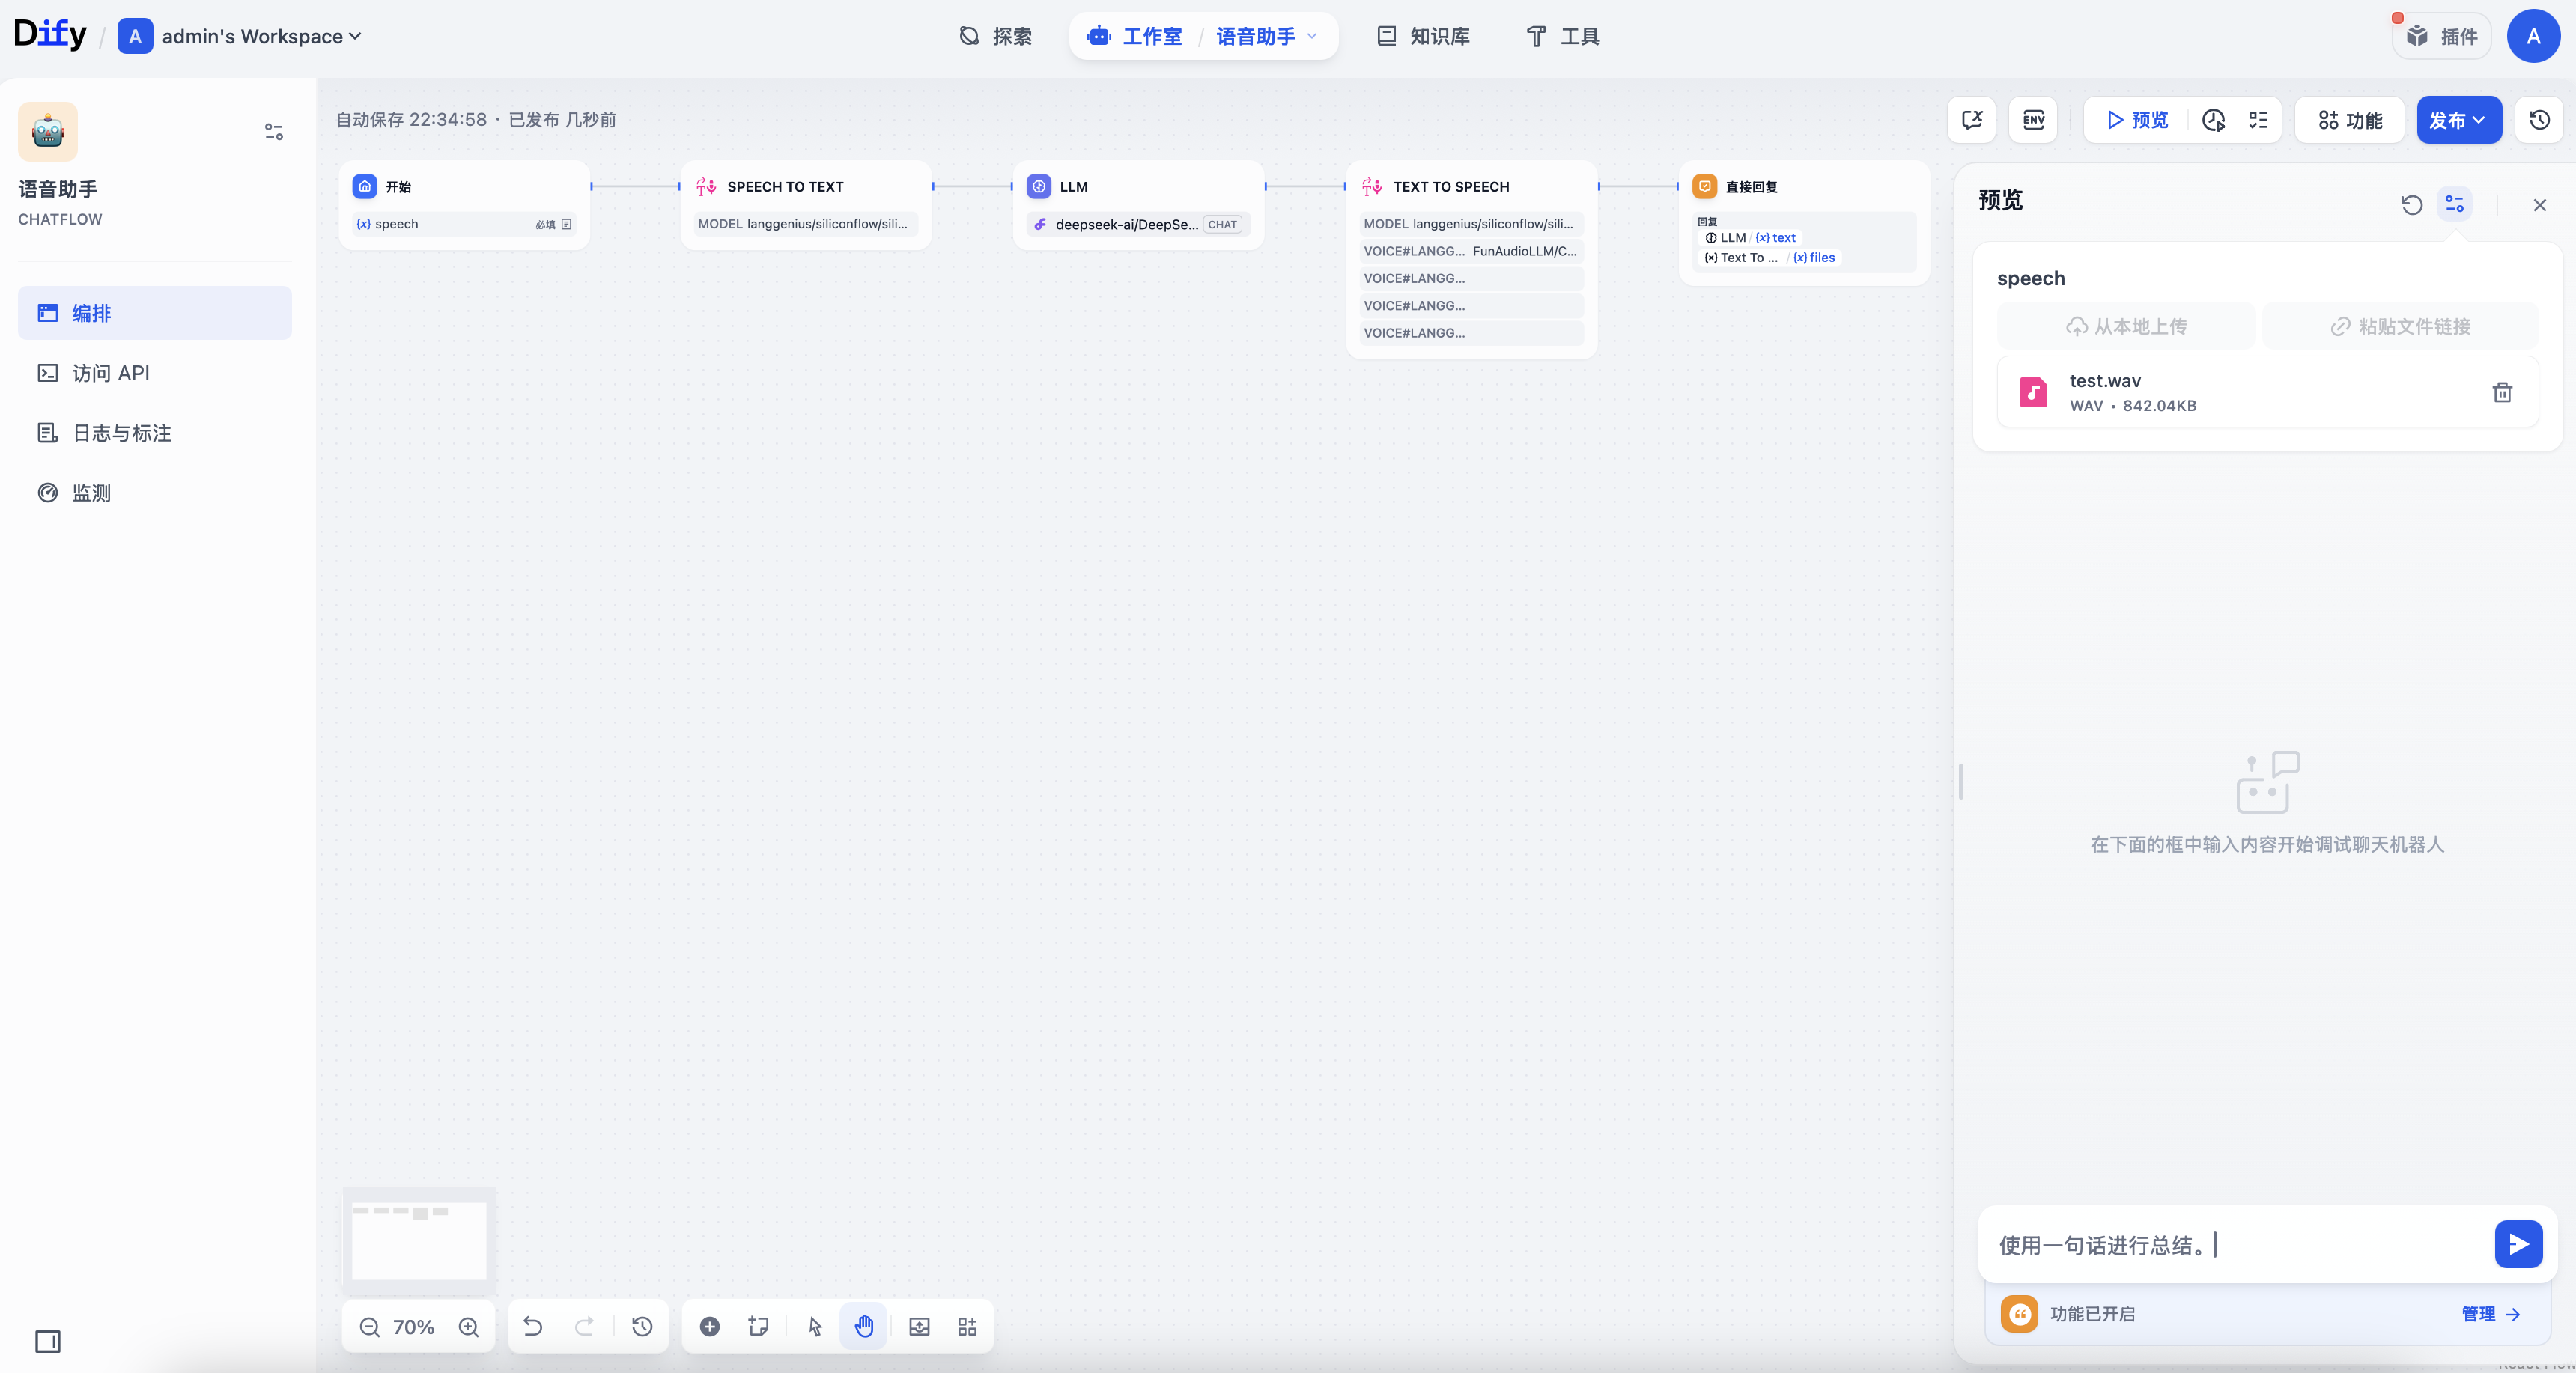 Dify / A admin's Workspace
探索
工作室 / 语音助手
知识库
工具
插件
A
语音助手
CHATFLOW
编排
访问 API
日志与标注
监测
自动保存 22:34:58 · 已发布 几秒前
ENV
预览
功能
发布
开始
{x} speech 必填
SPEECH TO TEXT
MODEL langgenius/siliconflow/sili...
LLM
deepseek-ai/DeepSe... CHAT
TEXT TO SPEECH
MODEL langgenius/siliconflow/sili...
VOICE#LANGG... FunAudioLLM/C...
VOICE#LANGG...
VOICE#LANGG...
VOICE#LANGG...
直接回复
回复
LLM / {x} text
{x} Text To ... / {x} files
预览
speech
从本地上传
粘贴文件链接
test.wav
WAV • 842.04KB
在下面的框中输入内容开始调试聊天机器人
使用一句话进行总结。
功能已开启
管理 →
70%
React Flow